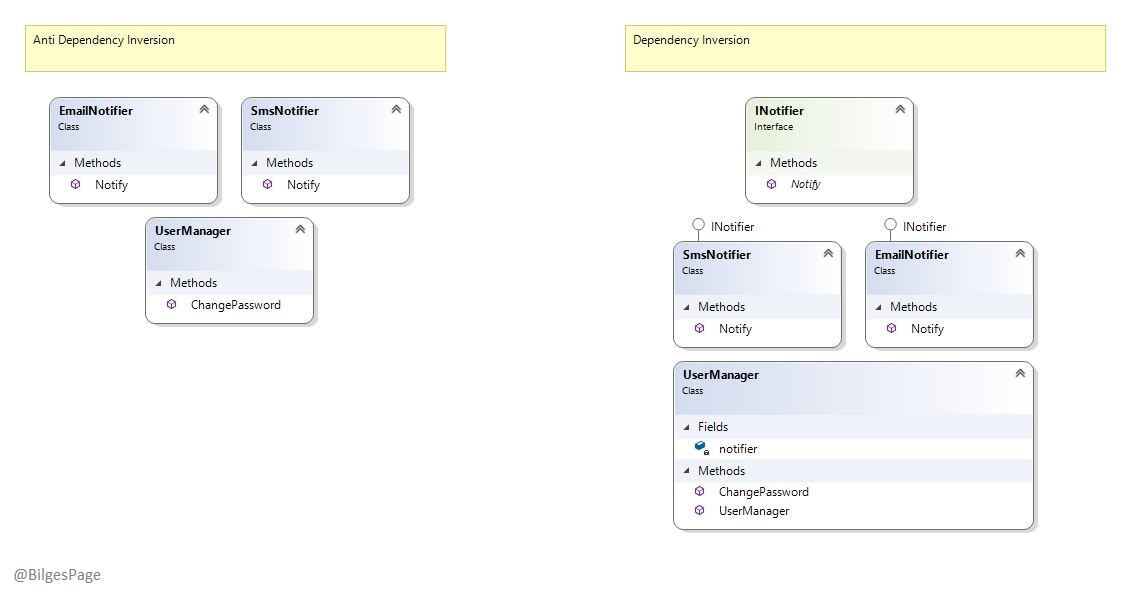 Anti Dependency Inversion
EmailNotifier
Class
Methods
Notify
SmsNotifier
Class
Methods
Notify
UserManager
Class
Methods
ChangePassword
Dependency Inversion
INotifier
Interface
Methods
Notify
INotifier
SmsNotifier
Class
Methods
Notify
INotifier
EmailNotifier
Class
Methods
Notify
UserManager
Class
Fields
notifier
Methods
ChangePassword
UserManager
@BilgesPage